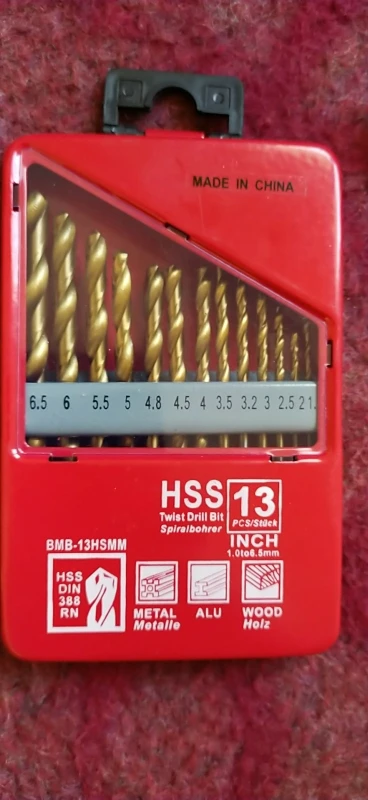 MADE IN CHINA
6.5 6 5.5 5 4.8 4.5 4 3.5 3.2 3 2.5 2 1.
HSS
Twist Drill Bit
Spiralbohrer
13
PCS/Stück
INCH
1.0to6.5mm
BMB-13HSMM
HSS
DIN
388
RN
METAL
Metalle
ALU
WOOD
Holz